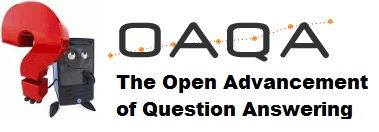 ?
OAQA
The Open Advancement
of Question Answering